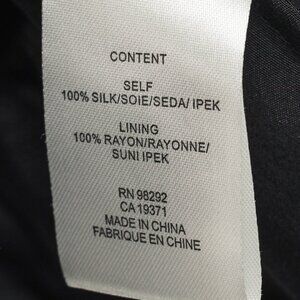 CONTENT
SELF
100% SILK/SOIE/SEDA/ IPEK
LINING
100% RAYON/RAYONNE/
SUNI IPEK
RN 98292
CA 19371
MADE IN CHINA
FABRIQUE EN CHINE